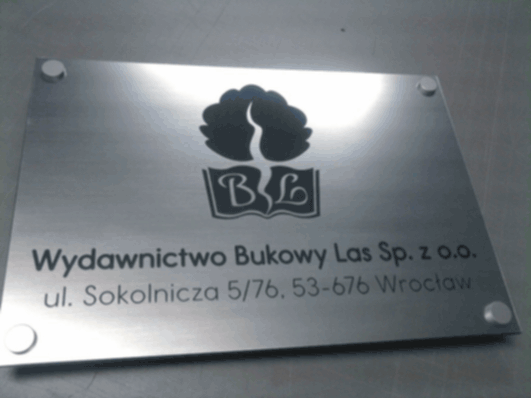 BL
Wydawnictwo Bukowy Las Sp. z o.o.
ul. Sokolnicza 5/76, 53-676 Wrocław